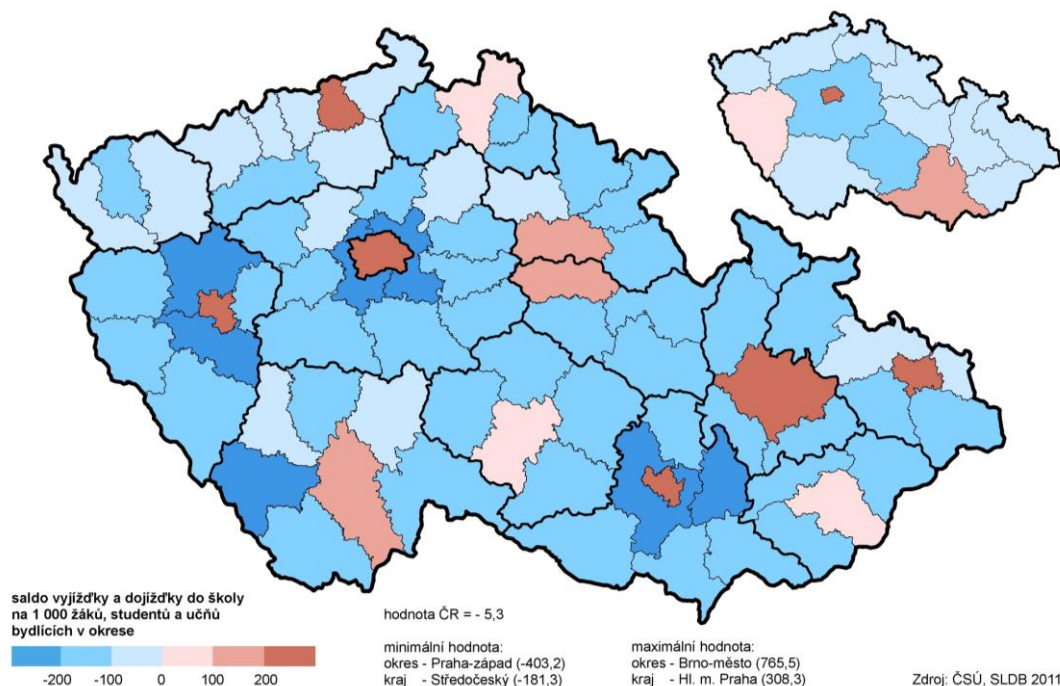 saldo vyjížďky a dojížďky do školy
na 1 000 žáků, studentů a učňů
bydlících v okrese
-200 -100 0 100 200
hodnota ČR = - 5,3
minimální hodnota:
okres - Praha-západ (-403,2)
kraj - Středočeský (-181,3)
maximální hodnota:
okres - Brno-město (765,5)
kraj - Hl. m. Praha (308,3)
Zdroj: ČSÚ, SLDB 2011